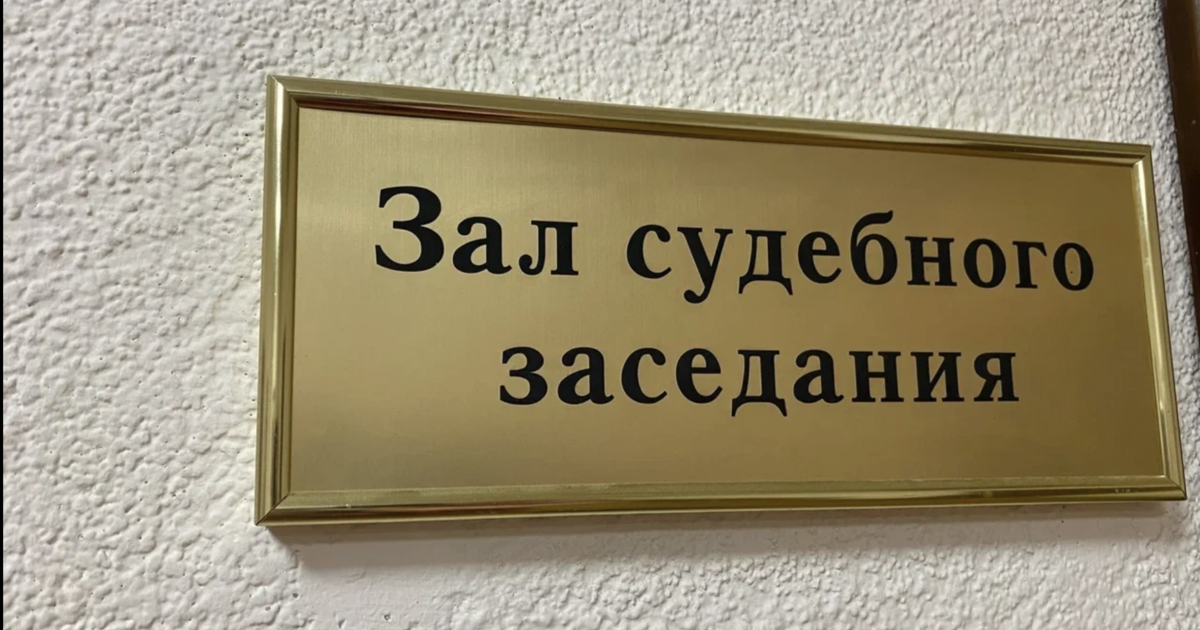 Зал судебного
заседания